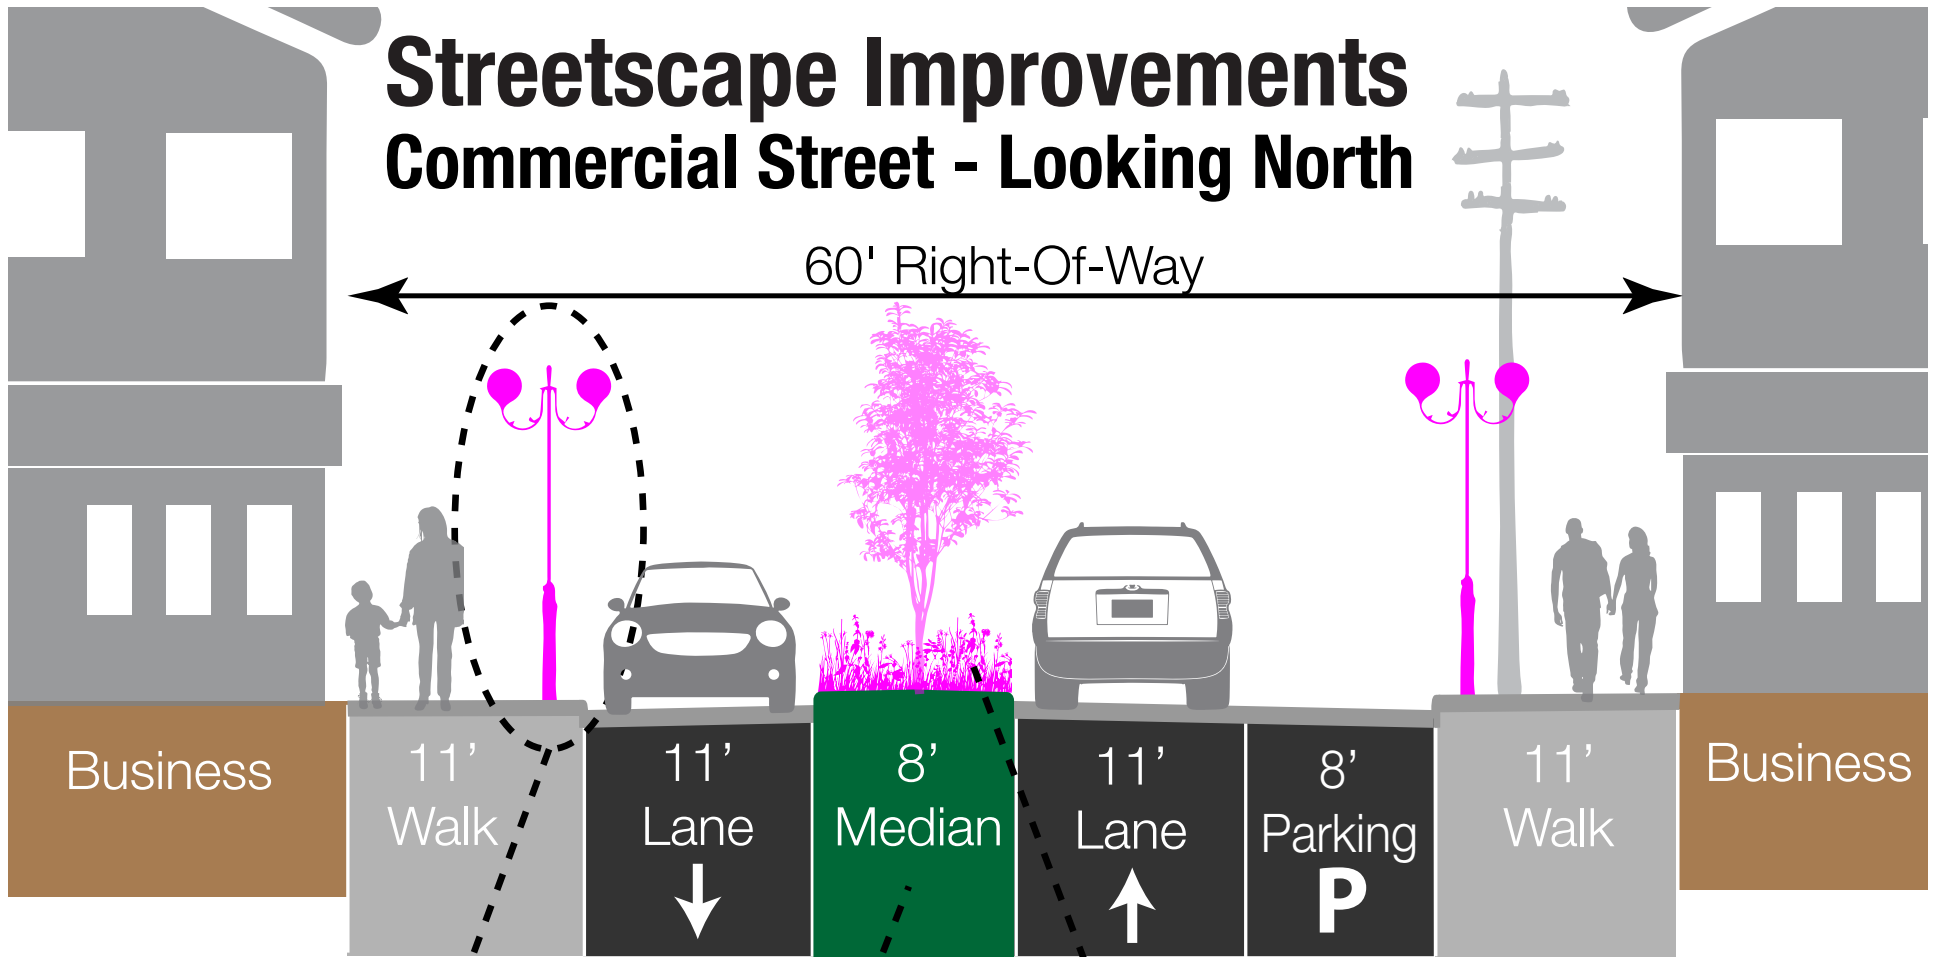 Streetscape Improvements
Commercial Street - Looking North
60' Right-Of-Way
Business
11’
Walk
11’
Lane
8’
Median
11’
Lane
8’
Parking
P
11’
Walk
Business